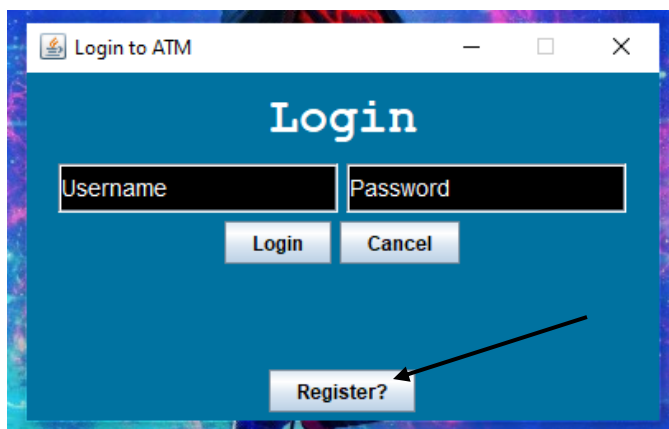 Login to ATM
Login
Username Password
Login Cancel
Register?